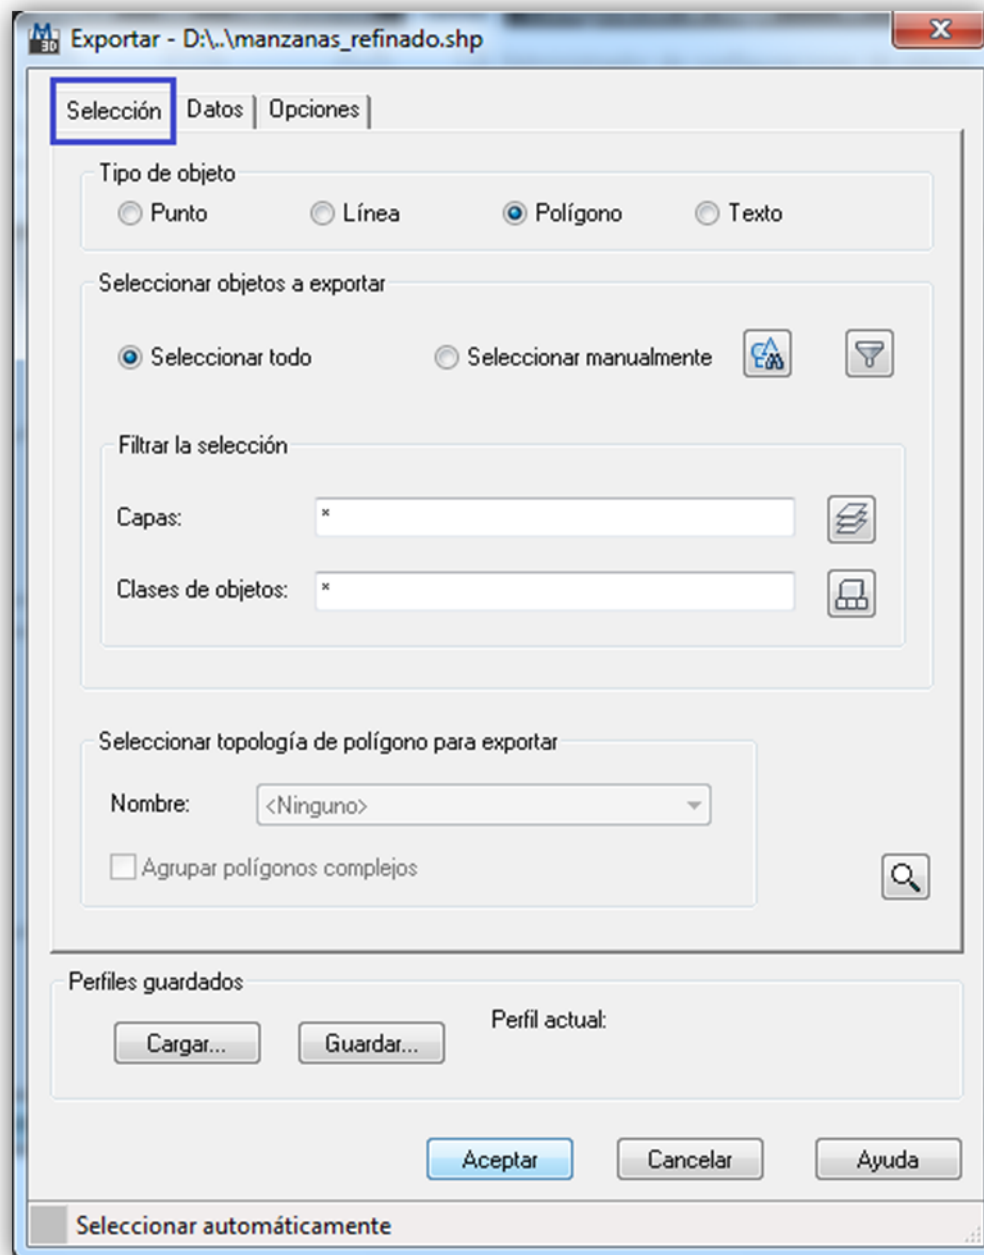 Exportar - D:\..\manzanas_refinado.shp
Selección Datos Opciones
Tipo de objeto
Punto Línea Polígono Texto
Seleccionar objetos a exportar
Seleccionar todo Seleccionar manualmente
Filtrar la selección
Capas: *
Clases de objetos: *
Seleccionar topología de polígono para exportar
Nombre: <Ninguno>
Agrupar polígonos complejos
Perfiles guardados
Perfil actual:
Cargar... Guardar...
Aceptar Cancelar Ayuda
Seleccionar automáticamente